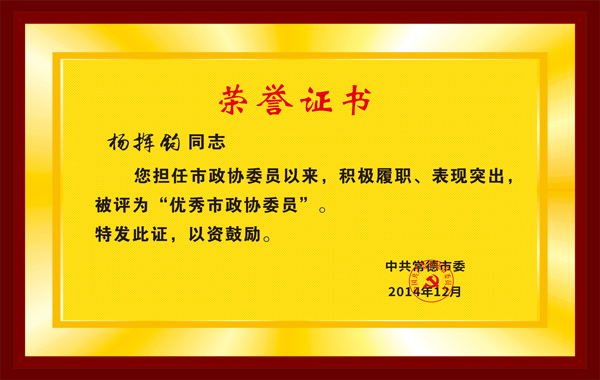 荣誉证书
杨挥钧同志
您担任市政协委员以来，积极履职、表现突出，
被评为“优秀市政协委员”。
特发此证，以资鼓励。
中共常德市委
2014年12月